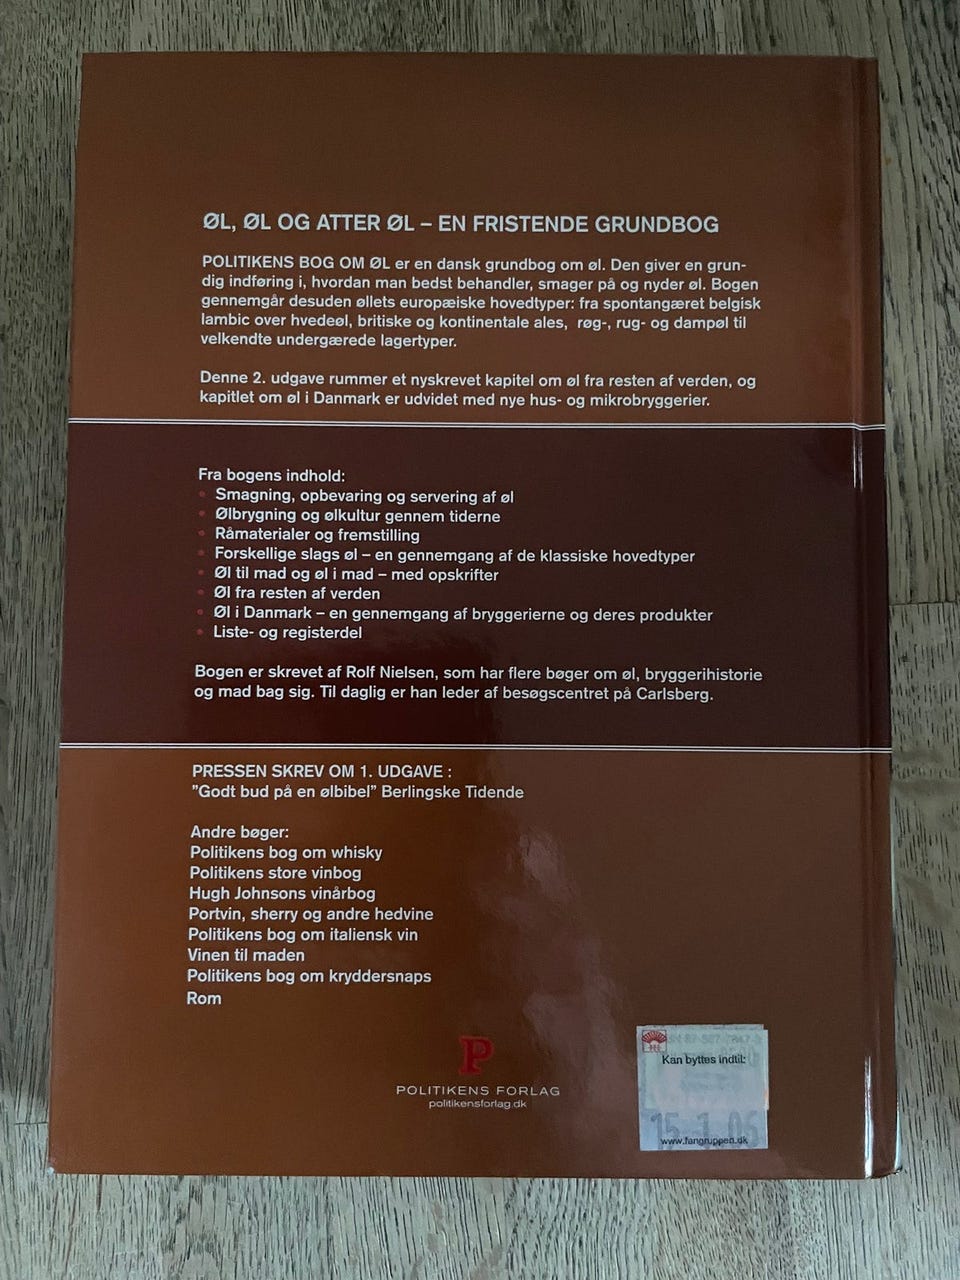 ØL, ØL OG ATTER ØL – EN FRISTENDE GRUNDBOG
POLITIKENS BOG OM ØL er en dansk grundbog om øl. Den giver en grun-
dig indføring i, hvordan man bedst behandler, smager på og nyder øl. Bogen
gennemgår desuden øllets europæiske hovedtyper: fra spontangæret belgisk
lambic over hvedeøl, britiske og kontinentale ales, røg-, rug- og dampøl til
velkendte undergærede lagertyper.
Denne 2. udgave rummer et nyskrevet kapitel om øl fra resten af verden, og
kapitlet om øl i Danmark er udvidet med nye hus- og mikrobryggerier.
Fra bogens indhold:
• Smagning, opbevaring og servering af øl
• Ølbrygning og ølkultur gennem tiderne
• Råmaterialer og fremstilling
• Forskellige slags øl – en gennemgang af de klassiske hovedtyper
• Øl til mad og øl i mad – med opskrifter
• Øl fra resten af verden
• Øl i Danmark – en gennemgang af bryggerierne og deres produkter
• Liste- og registerdel
Bogen er skrevet af Rolf Nielsen, som har flere bøger om øl, bryggerihistorie
og mad bag sig. Til daglig er han leder af besøgscentret på Carlsberg.
PRESSEN SKREV OM 1. UDGAVE :
”Godt bud på en ølbibel” Berlingske Tidende
Andre bøger:
Politikens bog om whisky
Politikens store vinbog
Hugh Johnsons vinårbog
Portvin, sherry og andre hedvine
Politikens bog om italiensk vin
Vinen til maden
Politikens bog om kryddersnaps
Rom
P
POLITIKENS FORLAG
politikensforlag.dk
Kan byttes indtil:
15. 1. 06
www.fangruppen.dk